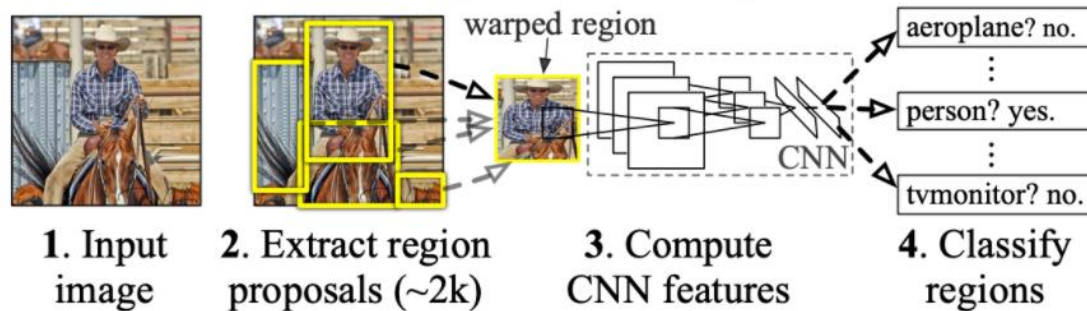 warped region
aeroplane? no.
person? yes.
CNN
tvmonitor? no.
1. Input
image
2. Extract region
proposals (~2k)
3. Compute
CNN features
4. Classify
regions